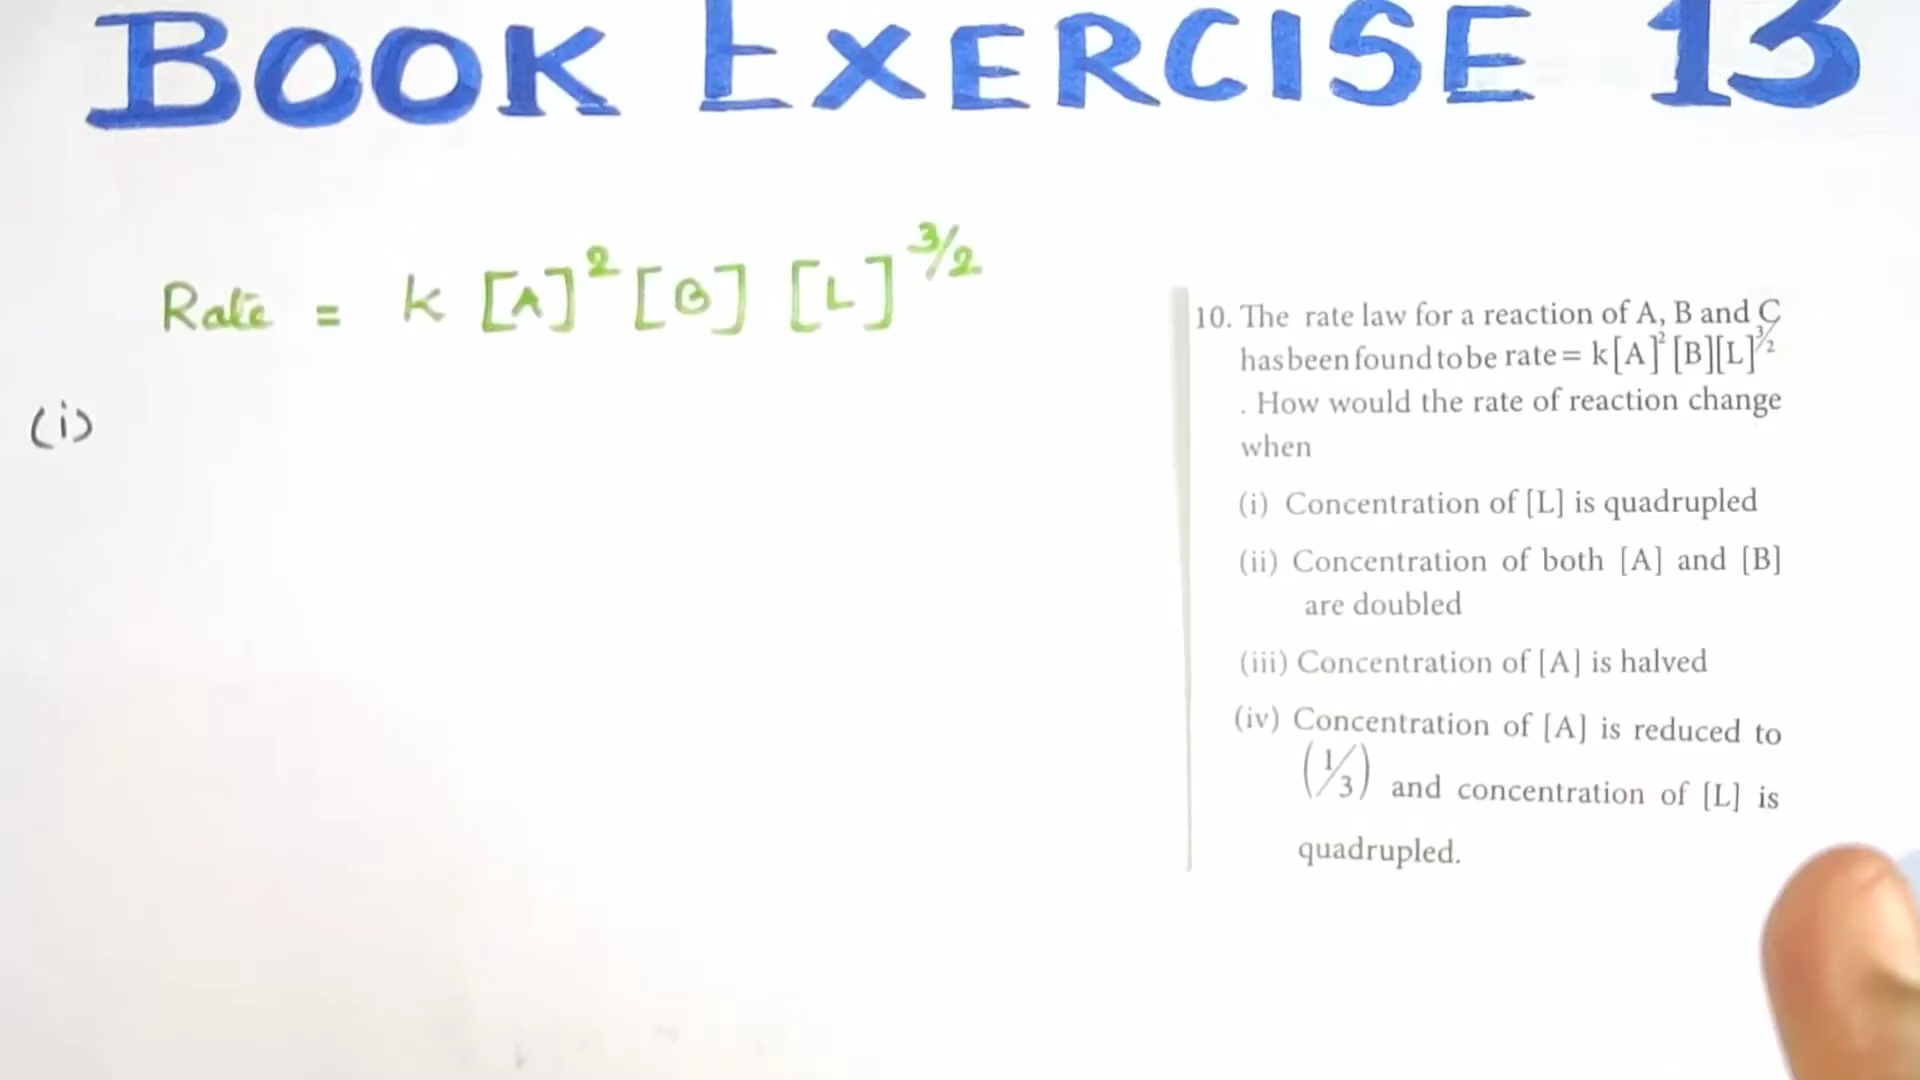 BOOK EXERCISE 13
Rate = k [A]² [B] [L]^3/2
(i)
10. The rate law for a reaction of A, B and C
has been found to be rate = k[A]² [B][L]^3/2
. How would the rate of reaction change
when
(i) Concentration of [L] is quadrupled
(ii) Concentration of both [A] and [B]
are doubled
(iii) Concentration of [A] is halved
(iv) Concentration of [A] is reduced to
(1/3) and concentration of [L] is
quadrupled.